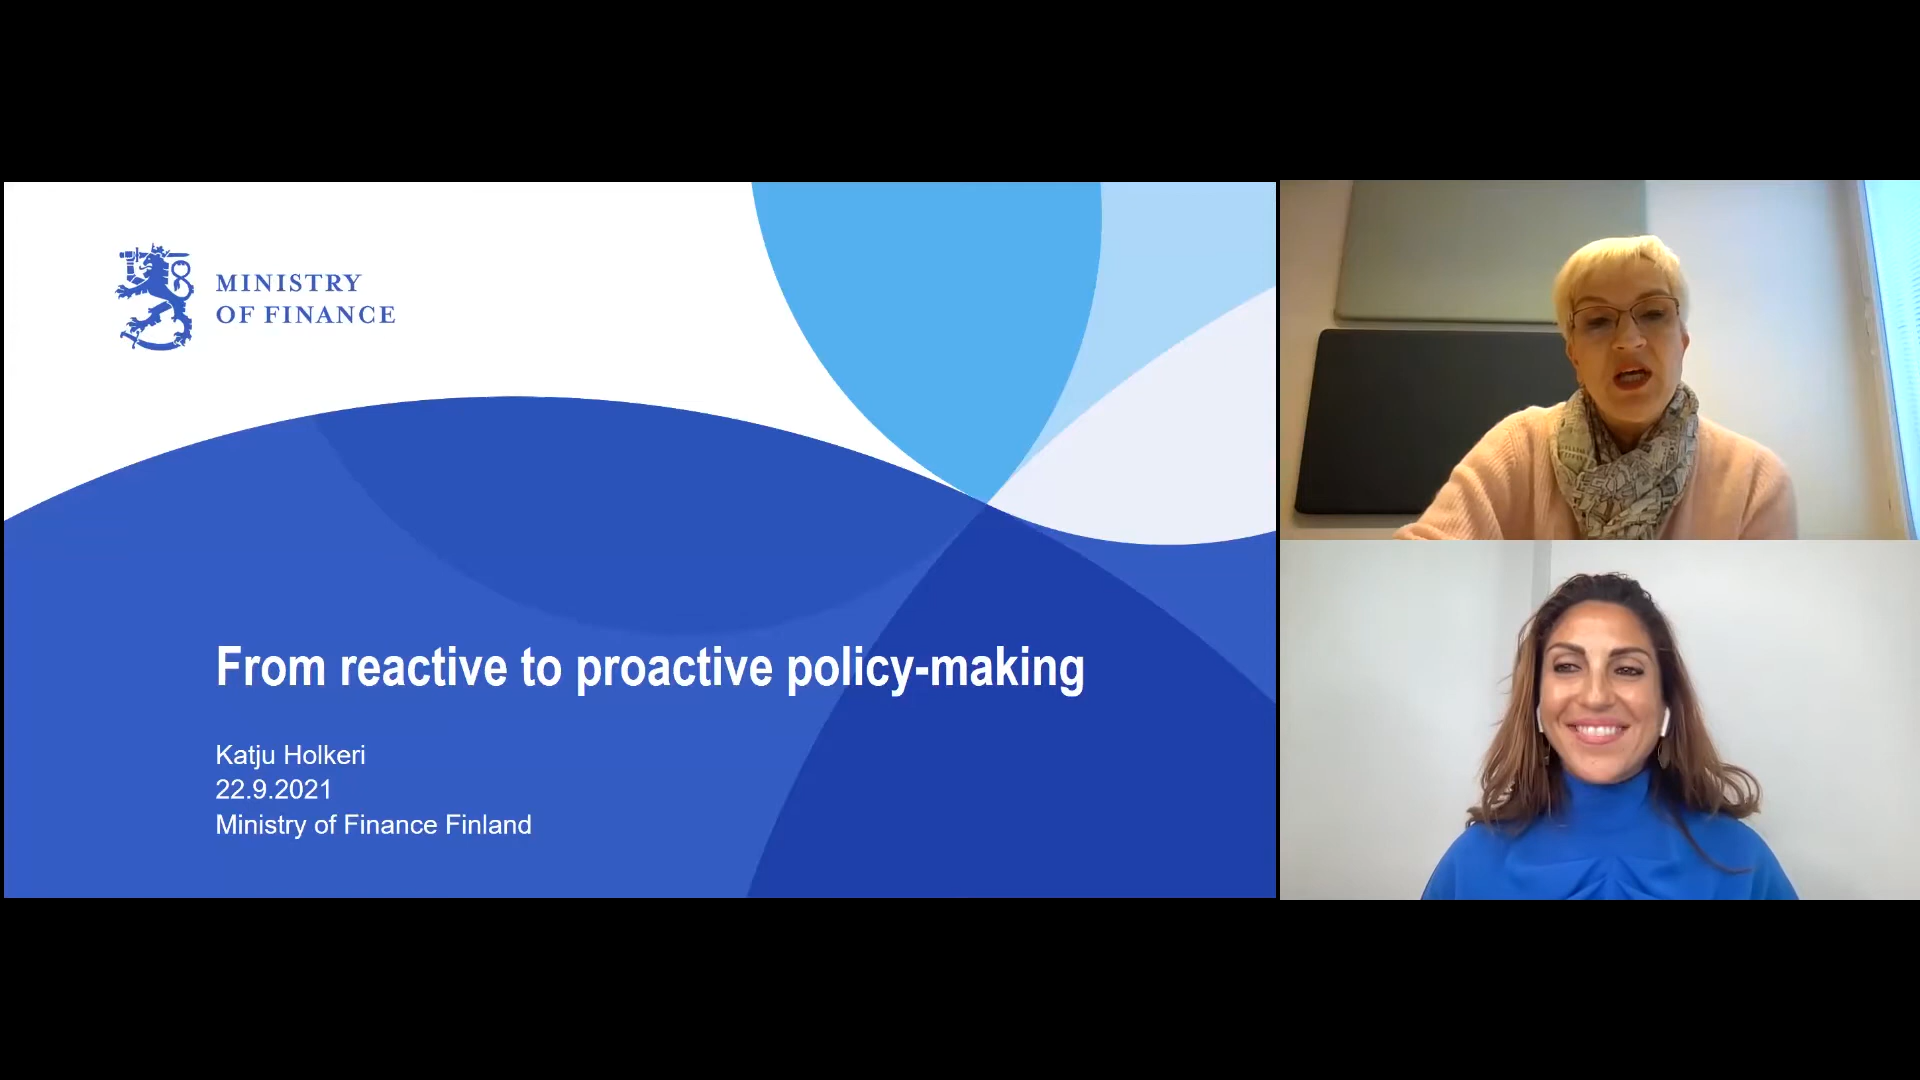 MINISTRY
OF FINANCE
From reactive to proactive policy-making
Katju Holkeri
22.9.2021
Ministry of Finance Finland